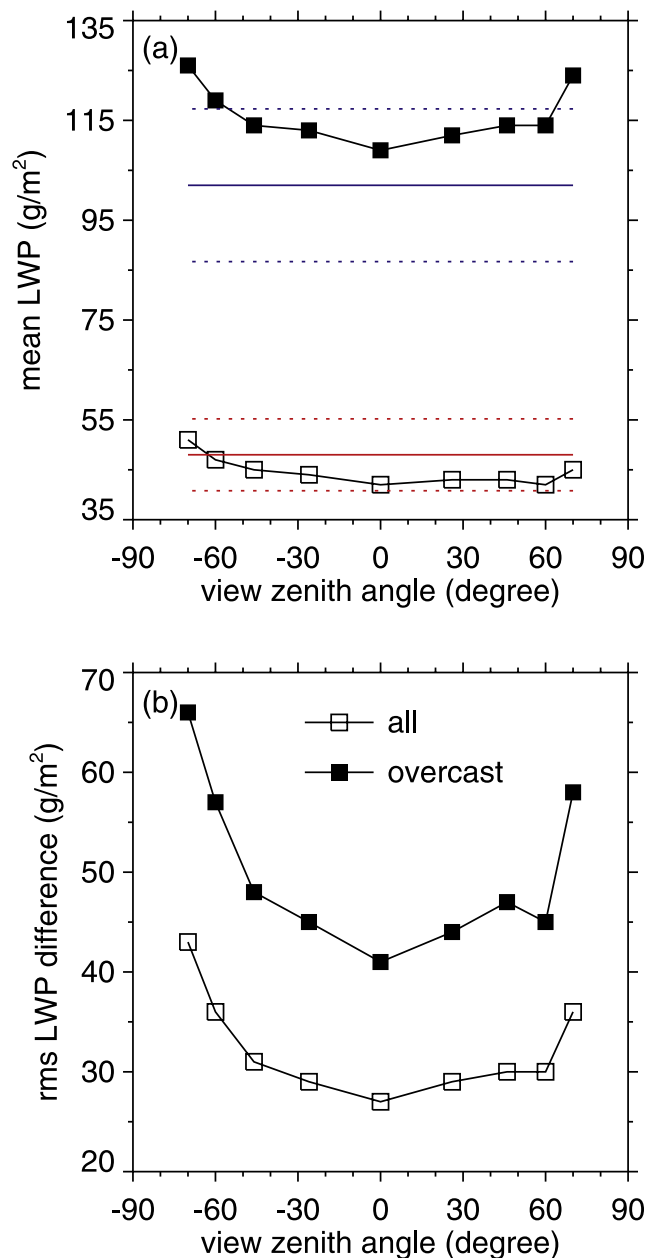 (a)
mean LWP (g/m²)
135
115
95
75
55
35
-90 -60 -30 0 30 60 90
view zenith angle (degree)
(b)
all
overcast
rms LWP difference (g/m²)
70
60
50
40
30
20
-90 -60 -30 0 30 60 90
view zenith angle (degree)